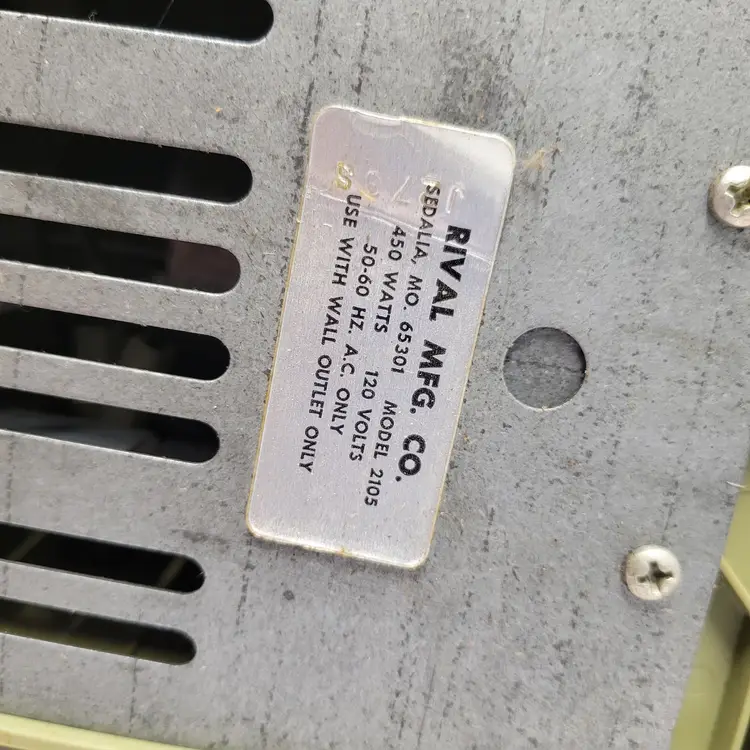 RIVAL MFG. CO.
SEDALIA, MO. 65301 MODEL 2105
450 WATTS 120 VOLTS
50-60 HZ. A.C. ONLY
USE WITH WALL OUTLET ONLY